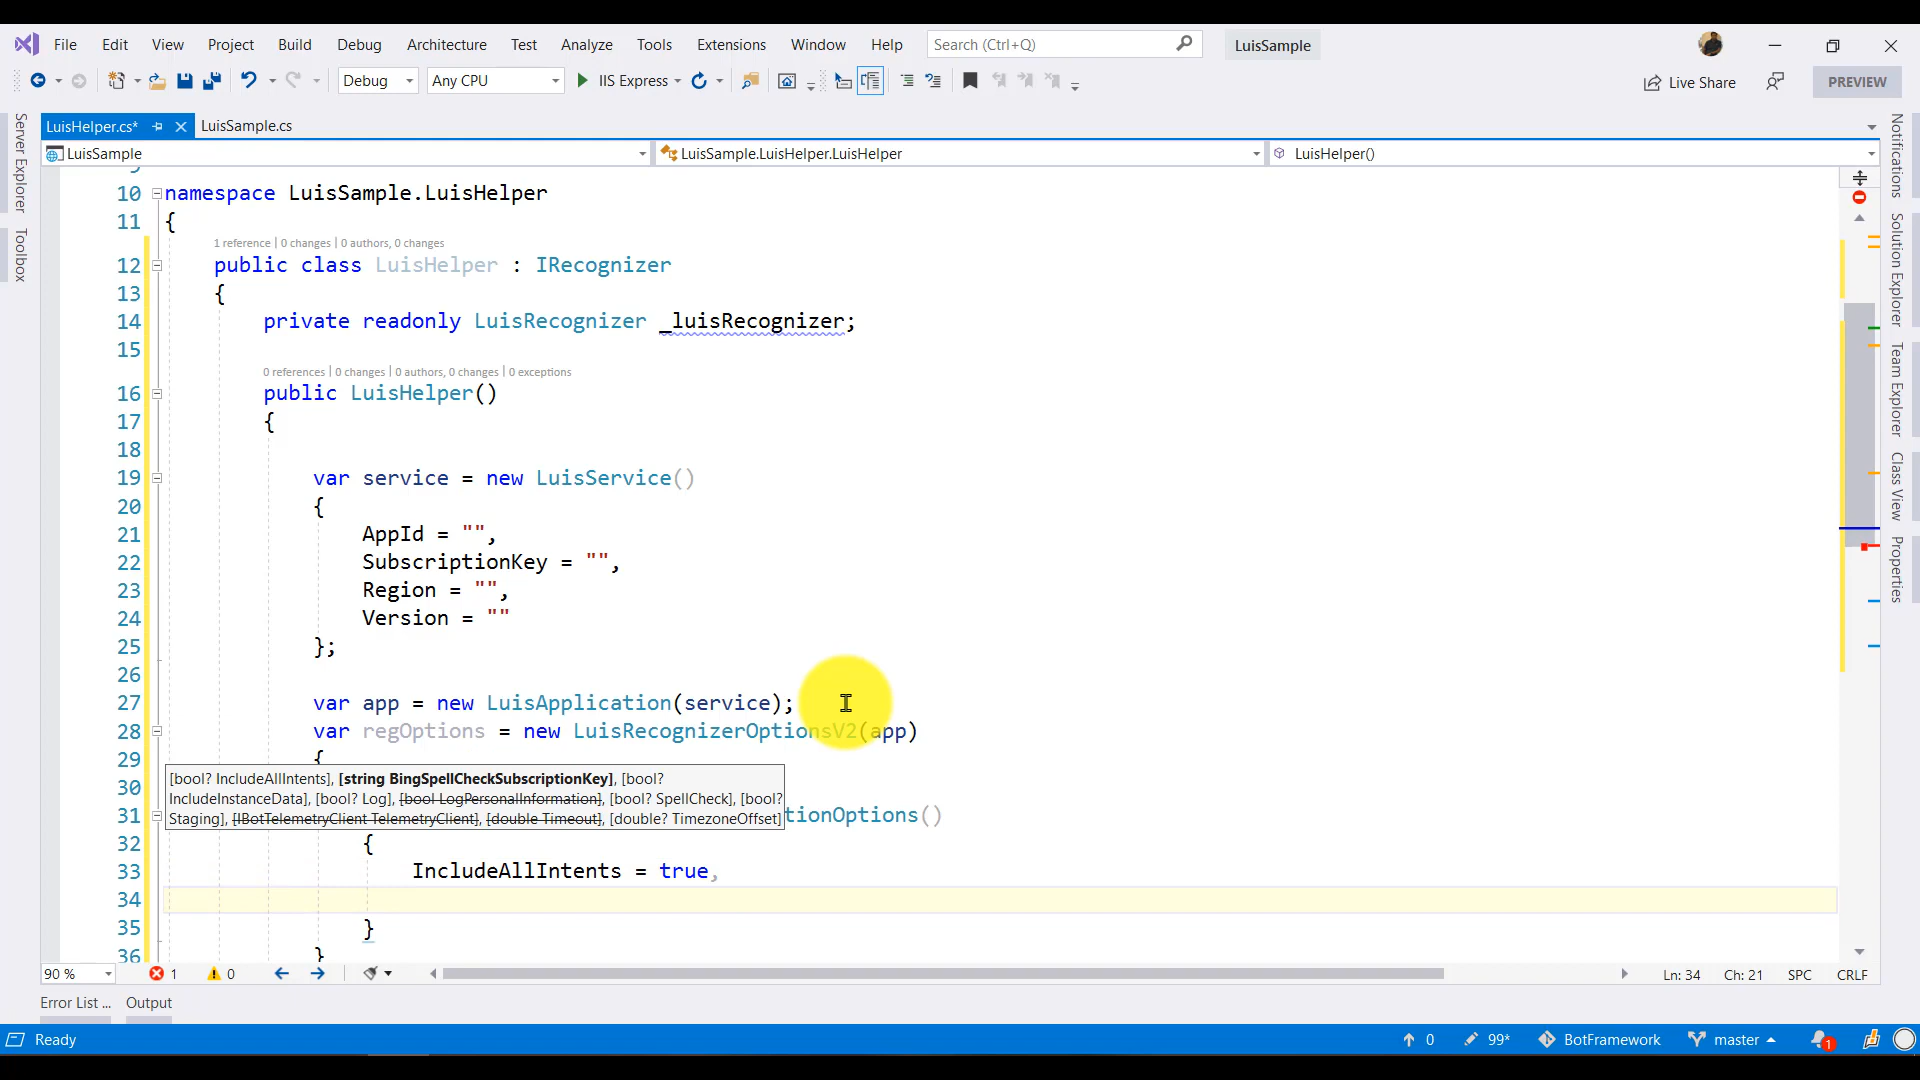 File Edit View Project Build Debug Architecture Test Analyze Tools Extensions Window Help Search (Ctrl+Q) LuisSample
Debug Any CPU IIS Express Live Share PREVIEW
LuisHelper.cs* LuisSample.cs
LuisSample LuisSample.LuisHelper.LuisHelper LuisHelper()
Server Explorer
Toolbox
10 namespace LuisSample.LuisHelper
11 {
1 reference | 0 changes | 0 authors, 0 changes
12 public class LuisHelper : IRecognizer
13 {
14 private readonly LuisRecognizer _luisRecognizer;
15
0 references | 0 changes | 0 authors, 0 changes | 0 exceptions
16 public LuisHelper()
17 {
18
19 var service = new LuisService()
20 {
21 AppId = "",
22 SubscriptionKey = "",
23 Region = "",
24 Version = ""
25 };
26
27 var app = new LuisApplication(service);
28 var regOptions = new LuisRecognizerOptionsV2(app)
29 {
30
31 tionOptions()
[bool? IncludeAllIntents], [string BingSpellCheckSubscriptionKey], [bool?
IncludeInstanceData], [bool? Log], [bool LogPersonalInformation], [bool? SpellCheck], [bool?
Staging], [IBotTelemetryClient TelemetryClient], [double Timeout], [double? TimezoneOffset]
32 {
33 IncludeAllIntents = true,
34
35 }
36 }
Notifications
Solution Explorer
Team Explorer
Class View
Properties
90 % 1 0 Ln: 34 Ch: 21 SPC CRLF
Error List ... Output
Ready 0 99* BotFramework master 1